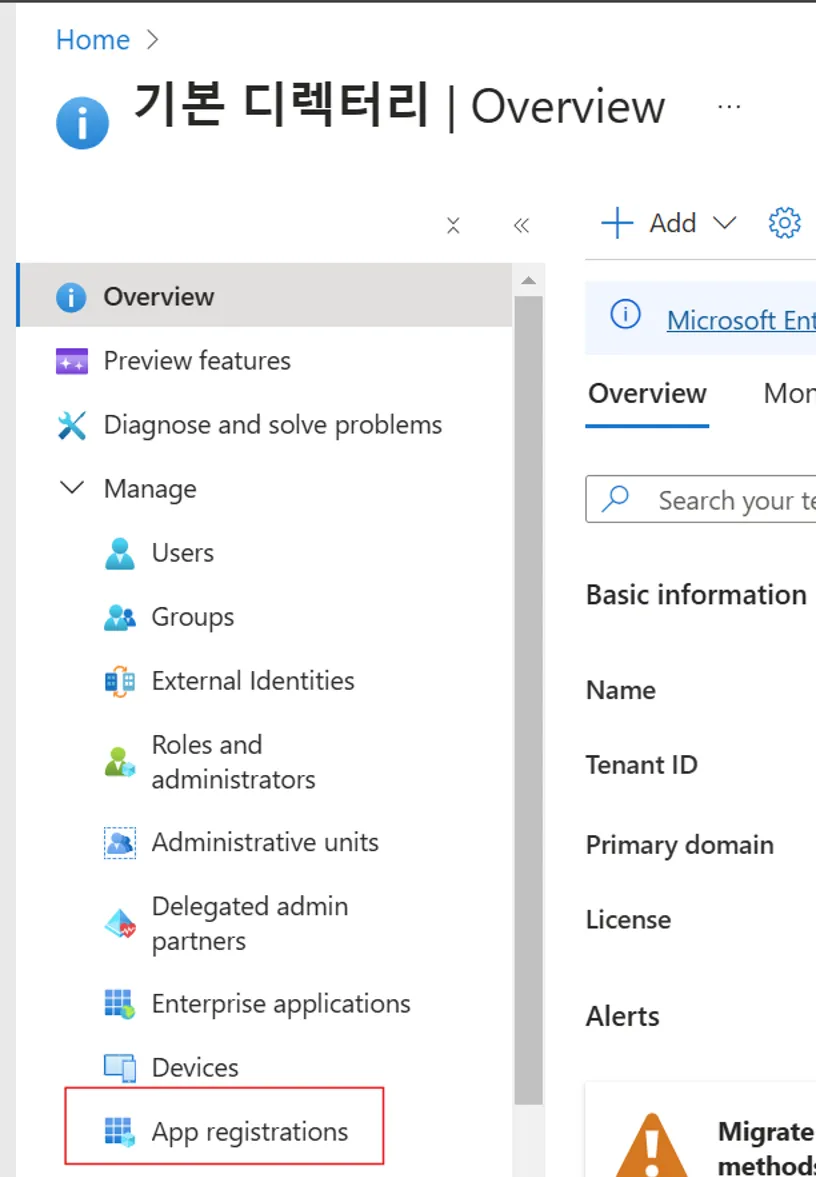 Home >
기본 디렉터리 | Overview ...
Add
Microsoft Ent
Overview
Preview features
Diagnose and solve problems
Manage
Users
Groups
External Identities
Roles and
administrators
Administrative units
Delegated admin
partners
Enterprise applications
Devices
App registrations
Overview Mon
Search your te
Basic information
Name
Tenant ID
Primary domain
License
Alerts
Migrate
methods